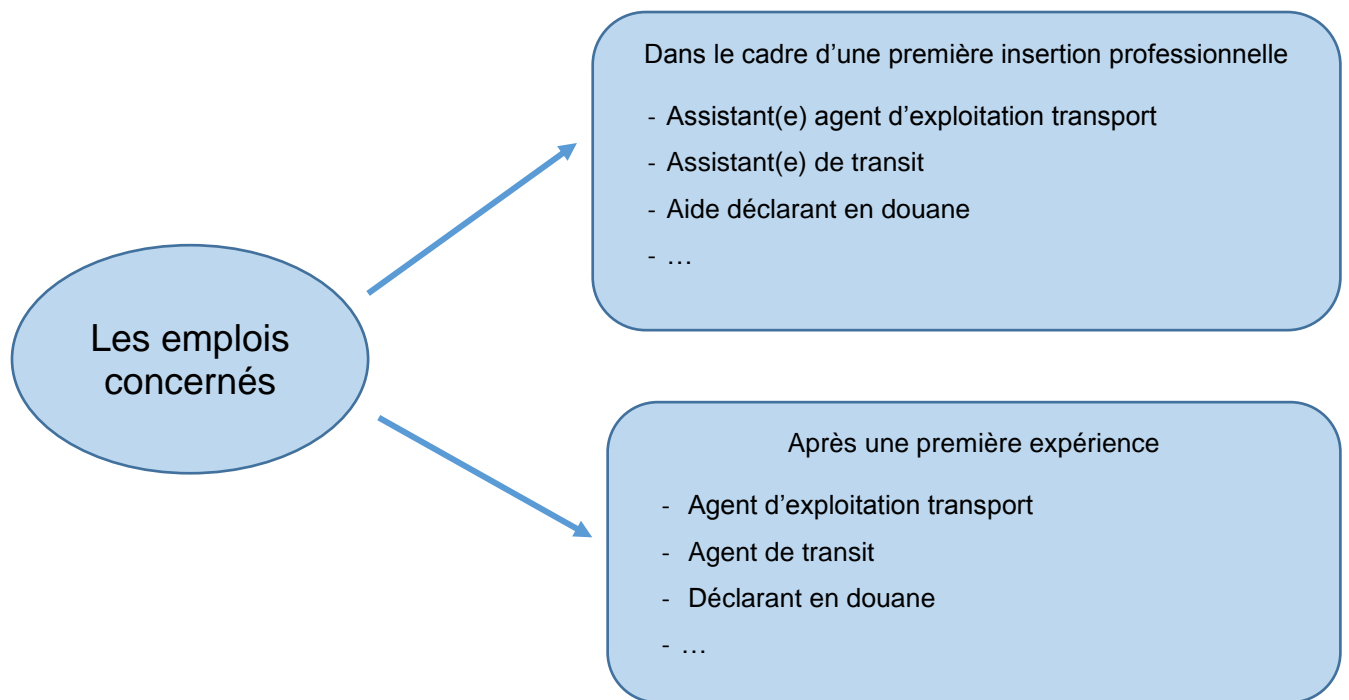 Dans le cadre d’une première insertion professionnelle
- Assistant(e) agent d’exploitation transport
- Assistant(e) de transit
- Aide déclarant en douane
- …
Les emplois
concernés
Après une première expérience
- Agent d’exploitation transport
- Agent de transit
- Déclarant en douane
- …